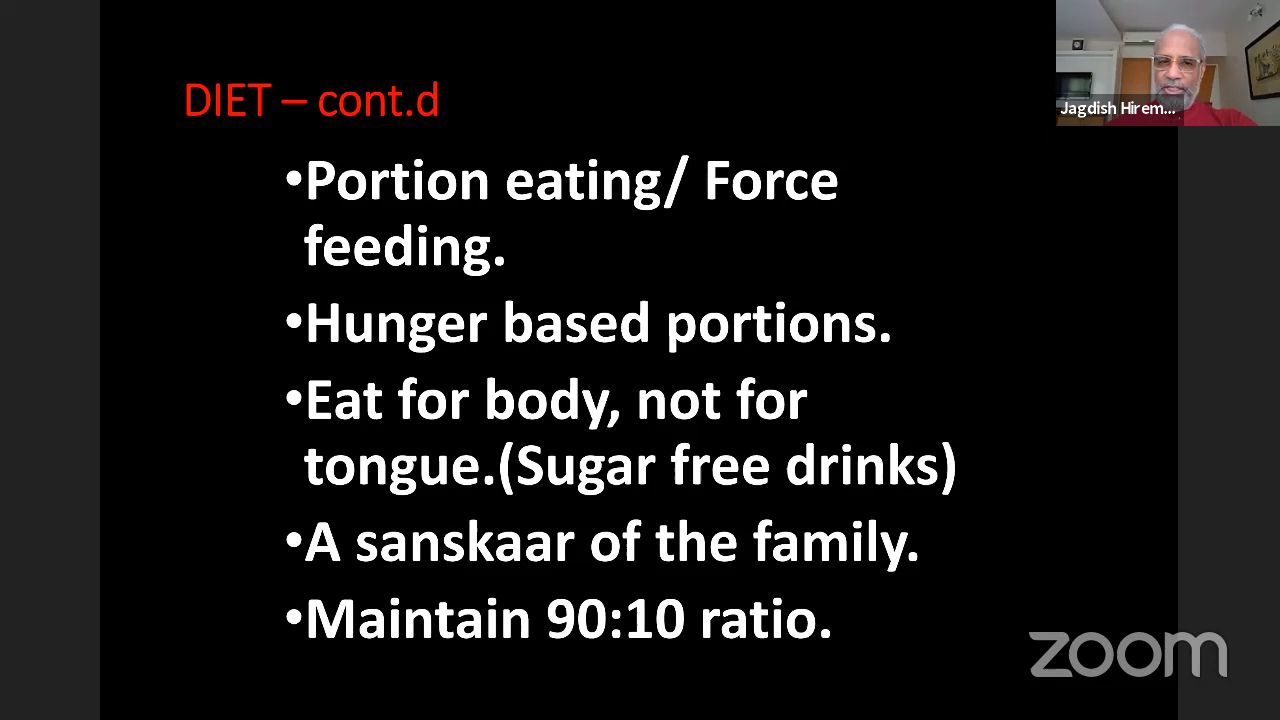 DIET – cont.d
•Portion eating/ Force
feeding.
•Hunger based portions.
•Eat for body, not for
tongue.(Sugar free drinks)
•A sanskaar of the family.
•Maintain 90:10 ratio.
Jagdish Hirem...
zoom